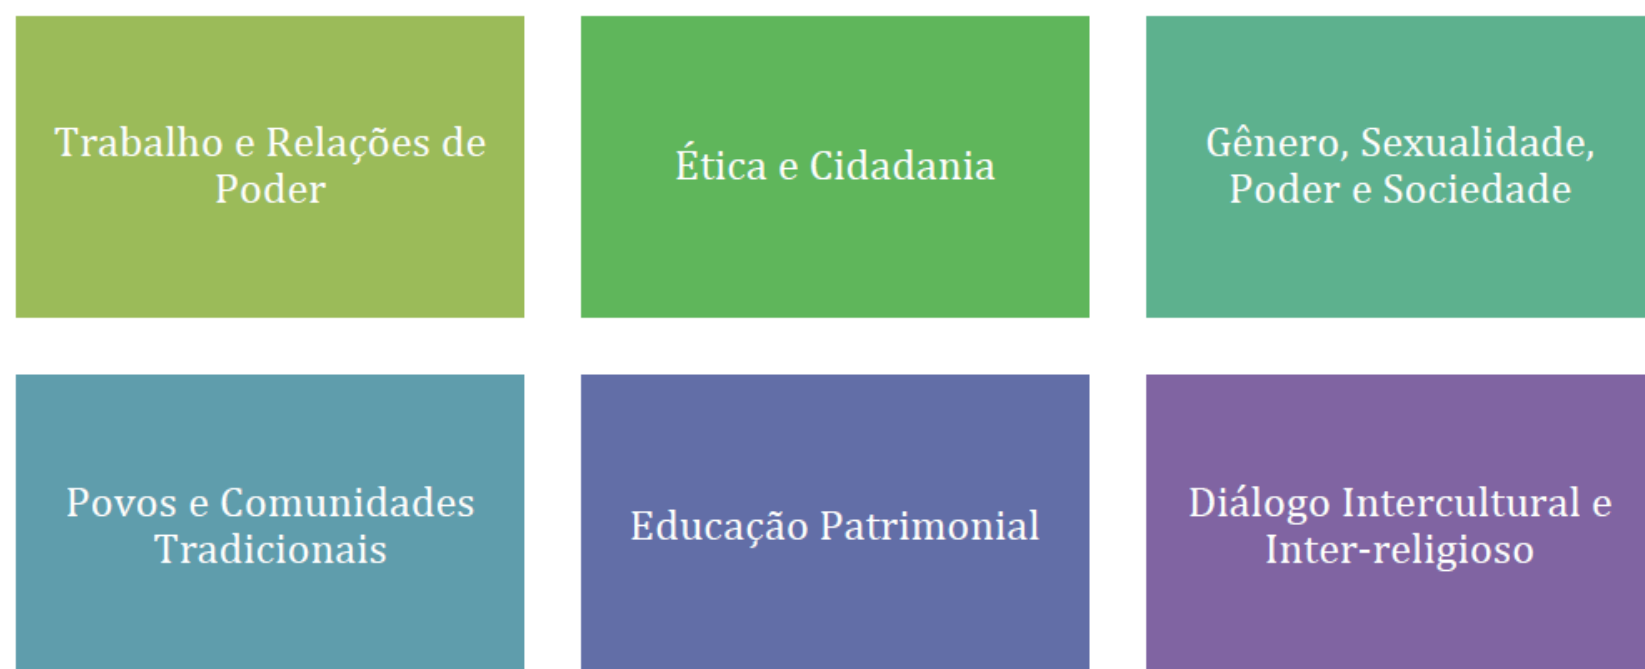 Trabalho e Relações de
Poder
Ética e Cidadania
Gênero, Sexualidade,
Poder e Sociedade
Povos e Comunidades
Tradicionais
Educação Patrimonial
Diálogo Intercultural e
Inter-religioso